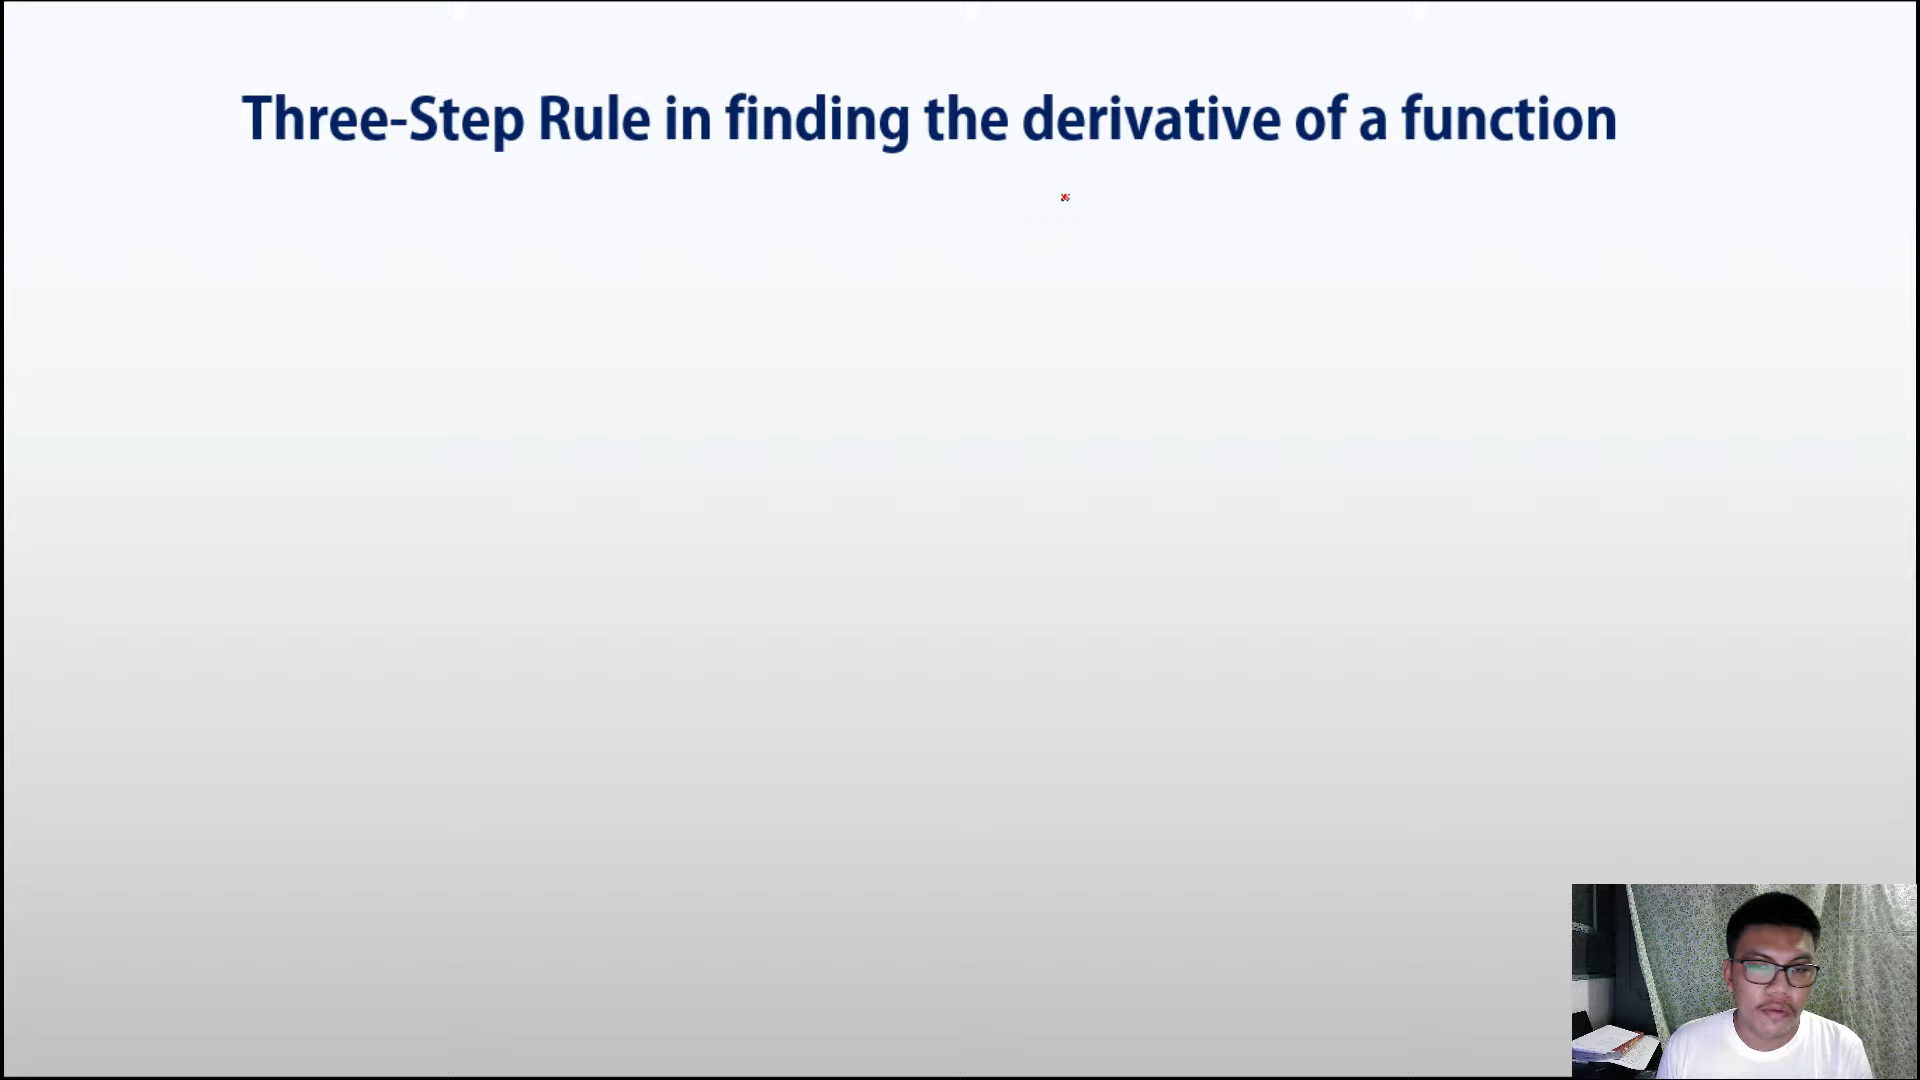 Three-Step Rule in finding the derivative of a function